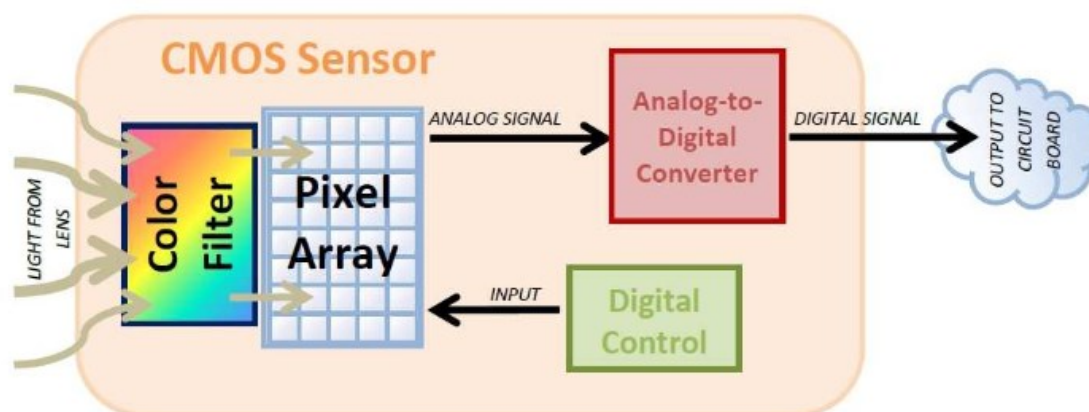 CMOS Sensor
LIGHT FROM
LENS
Color
Filter
Pixel
Array
ANALOG SIGNAL
Analog-to-
Digital
Converter
DIGITAL SIGNAL
OUTPUT TO
CIRCUIT
BOARD
INPUT
Digital
Control